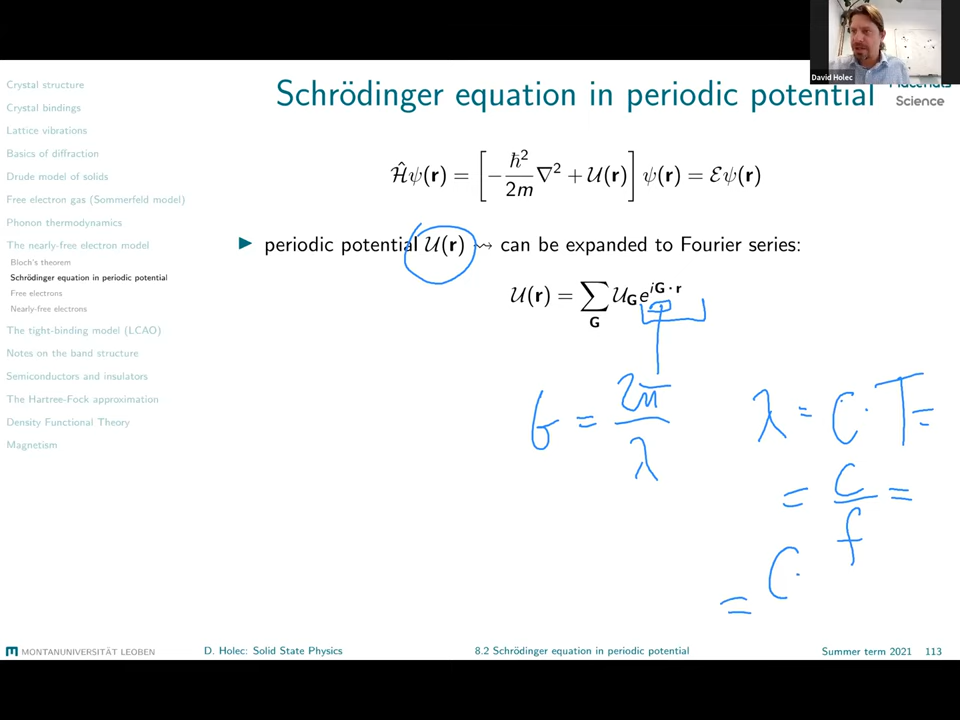 David Holec
Materials
Science
Schrödinger equation in periodic potential
Crystal structure
Crystal bindings
Lattice vibrations
Basics of diffraction
Drude model of solids
Free electron gas (Sommerfeld model)
Phonon thermodynamics
The nearly-free electron model
Bloch's theorem
Schrödinger equation in periodic potential
Free electrons
Nearly-free electrons
The tight-binding model (LCAO)
Notes on the band structure
Semiconductors and insulators
The Hartree-Fock approximation
Density Functional Theory
Magnetism
Ĥψ(r) = [−ℏ²/2m ∇² + U(r)] ψ(r) = Eψ(r)
▶ periodic potential U(r) ⇝ can be expanded to Fourier series:
U(r) = ∑_G U_G e^{iG·r}
G = 2π/λ
λ = C · T =
= C/f =
= C ·
MONTANUNIVERSITÄT LEOBEN
D. Holec: Solid State Physics
8.2 Schrödinger equation in periodic potential
Summer term 2021 113